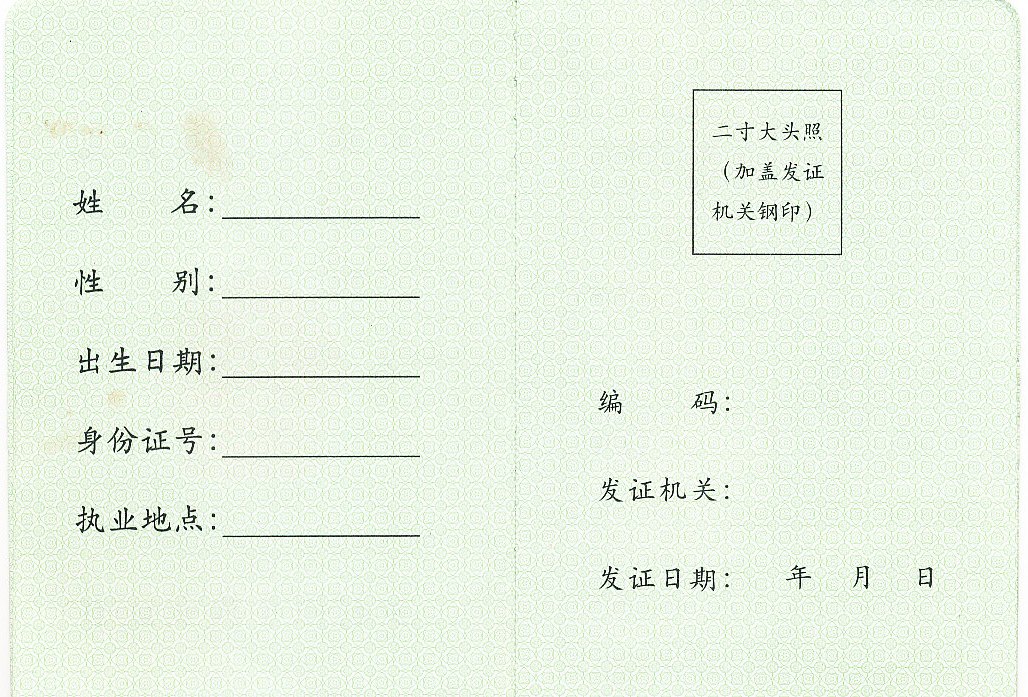 姓 名：
性 别：
出生日期：
身份证号：
执业地点：
二寸大头照
（加盖发证
机关钢印）
编 码：
发证机关：
发证日期： 年 月 日